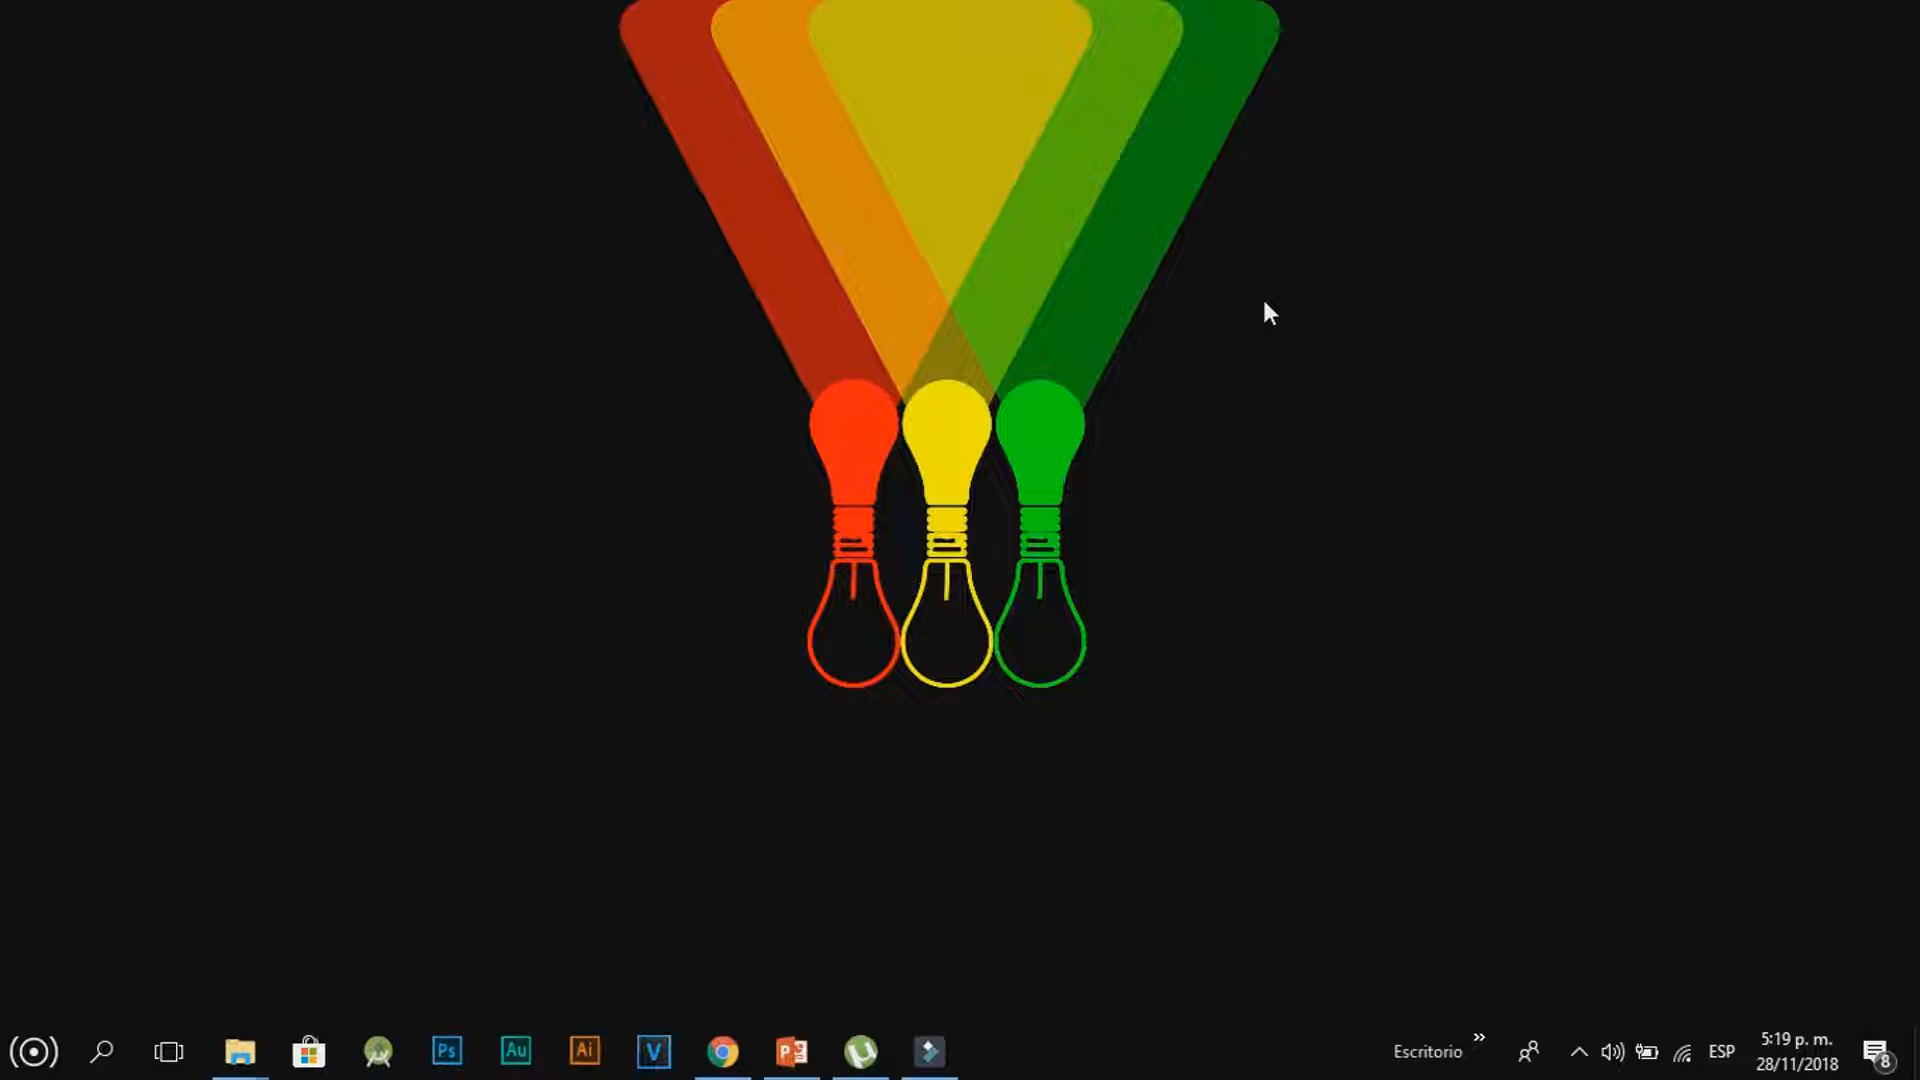 Ps
Au
Ai
V
P
Escritorio
»
ESP
5:19 p. m.
28/11/2018
8